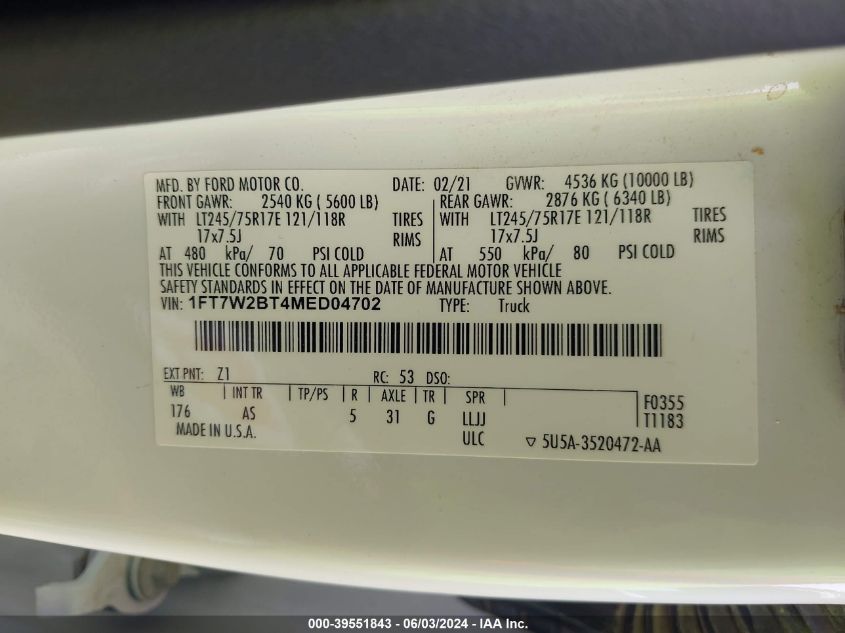 MFD. BY FORD MOTOR CO. DATE: 02/21 GVWR: 4536 KG (10000 LB)
FRONT GAWR: 2540 KG ( 5600 LB) REAR GAWR: 2876 KG ( 6340 LB)
WITH LT245/75R17E 121/118R TIRES WITH LT245/75R17E 121/118R TIRES
17x7.5J RIMS 17x7.5J RIMS
AT 480 kPa/ 70 PSI COLD AT 550 kPa/ 80 PSI COLD
THIS VEHICLE CONFORMS TO ALL APPLICABLE FEDERAL MOTOR VEHICLE
SAFETY STANDARDS IN EFFECT ON THE DATE OF MANUFACTURE SHOWN ABOVE.
VIN: 1FT7W2BT4MED04702 TYPE: Truck
EXT PNT: Z1 RC: 53 DSO:
WB INT TR TP/PS R AXLE TR SPR F0355
176 AS 5 31 G LLJJ T1183
MADE IN U.S.A. ULC 5U5A-3520472-AA
000-39551843 - 06/03/2024 - IAA Inc.